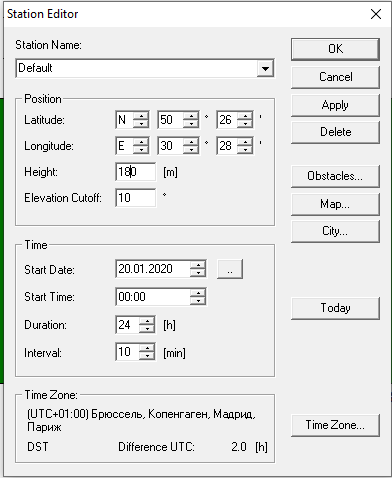 Station Editor
Station Name:
Default
OK
Cancel
Apply
Delete
Position
Latitude: N 50 ° 26 '
Longitude: E 30 ° 28 '
Height: 180 [m]
Elevation Cutoff: 10 °
Obstacles...
Map...
City...
Time
Start Date: 20.01.2020 ..
Start Time: 00:00
Duration: 24 [h]
Interval: 10 [min]
Today
Time Zone:
(UTC+01:00) Брюссель, Копенгаген, Мадрид,
Париж
DST Difference UTC: 2.0 [h]
Time Zone...